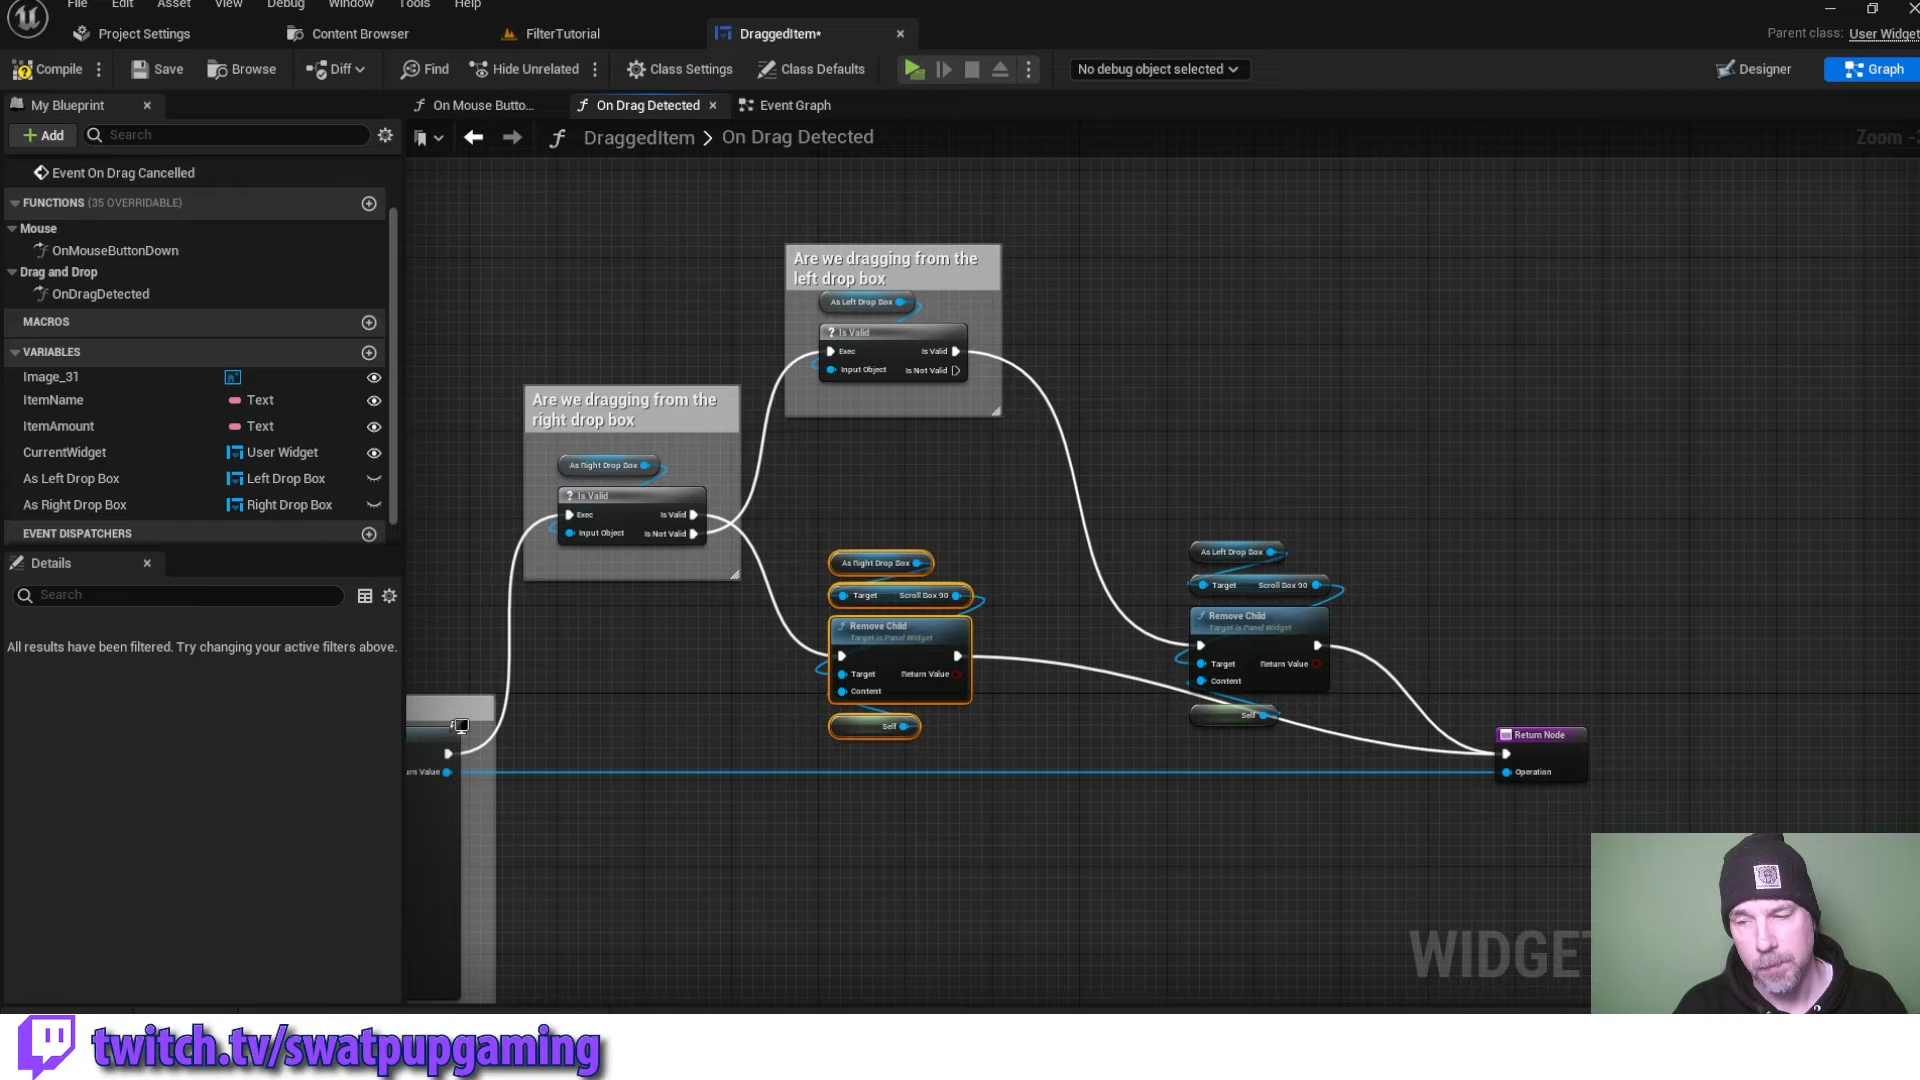 File Edit Asset View Debug Window Tools Help
Project Settings Content Browser FilterTutorial DraggedItem*
Parent class: User Widget
Compile Save Browse Diff Find Hide Unrelated Class Settings Class Defaults No debug object selected Designer Graph
My Blueprint
On Mouse Butto... On Drag Detected Event Graph
Add Search
DraggedItem > On Drag Detected
Zoom -3
Event On Drag Cancelled
FUNCTIONS (35 OVERRIDABLE)
Mouse
OnMouseButtonDown
Drag and Drop
OnDragDetected
MACROS
VARIABLES
Image_31
ItemName Text
ItemAmount Text
CurrentWidget User Widget
As Left Drop Box Left Drop Box
As Right Drop Box Right Drop Box
EVENT DISPATCHERS
Details
Search
All results have been filtered. Try changing your active filters above.
Are we dragging from the
left drop box
As Left Drop Box
? Is Valid
Exec Is Valid
Input Object Is Not Valid
Are we dragging from the
right drop box
As Right Drop Box
? Is Valid
Exec Is Valid
Input Object Is Not Valid
As Right Drop Box
Target Scroll Box 90
Remove Child
Target is Panel Widget
Target Return Value
Content
Self
As Left Drop Box
Target Scroll Box 90
Remove Child
Target is Panel Widget
Target Return Value
Content
Self
Return Node
Operation
urn Value
WIDGE
twitch.tv/swatpupgaming